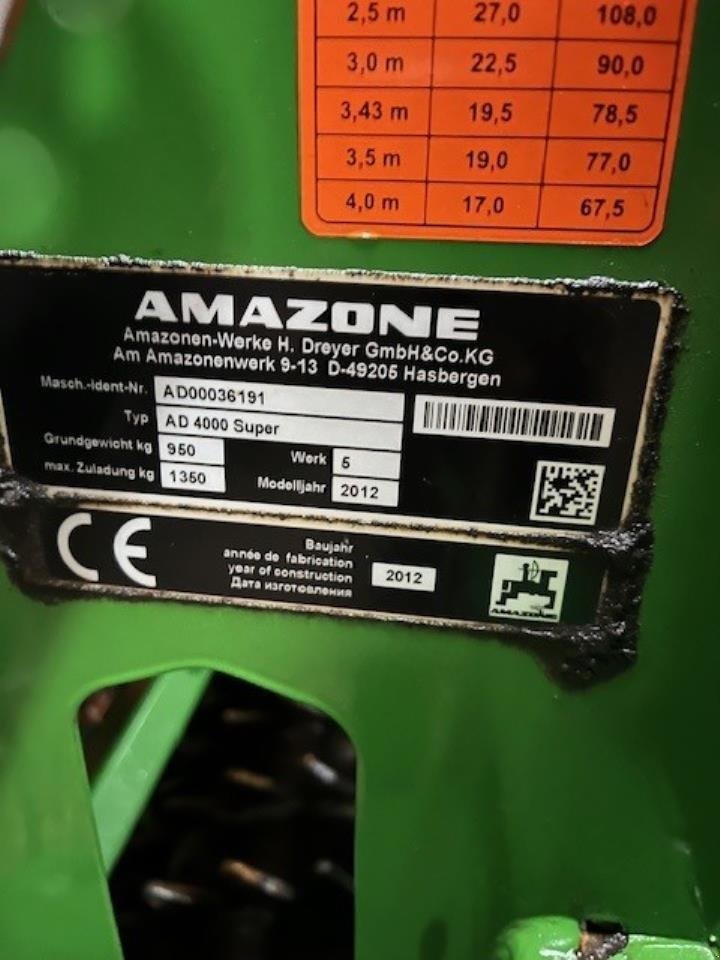 2,5 m 27,0 108,0
3,0 m 22,5 90,0
3,43 m 19,5 78,5
3,5 m 19,0 77,0
4,0 m 17,0 67,5
AMAZONE
Amazonen-Werke H. Dreyer GmbH&Co.KG
Am Amazonenwerk 9-13 D-49205 Hasbergen
Masch.-Ident-Nr. AD00036191
Typ AD 4000 Super
Grundgewicht kg 950 Werk 5
max. Zuladung kg 1350 Modelljahr 2012
CE
Baujahr
année de fabrication
year of construction 2012
Дата изготовления
AMAZONE